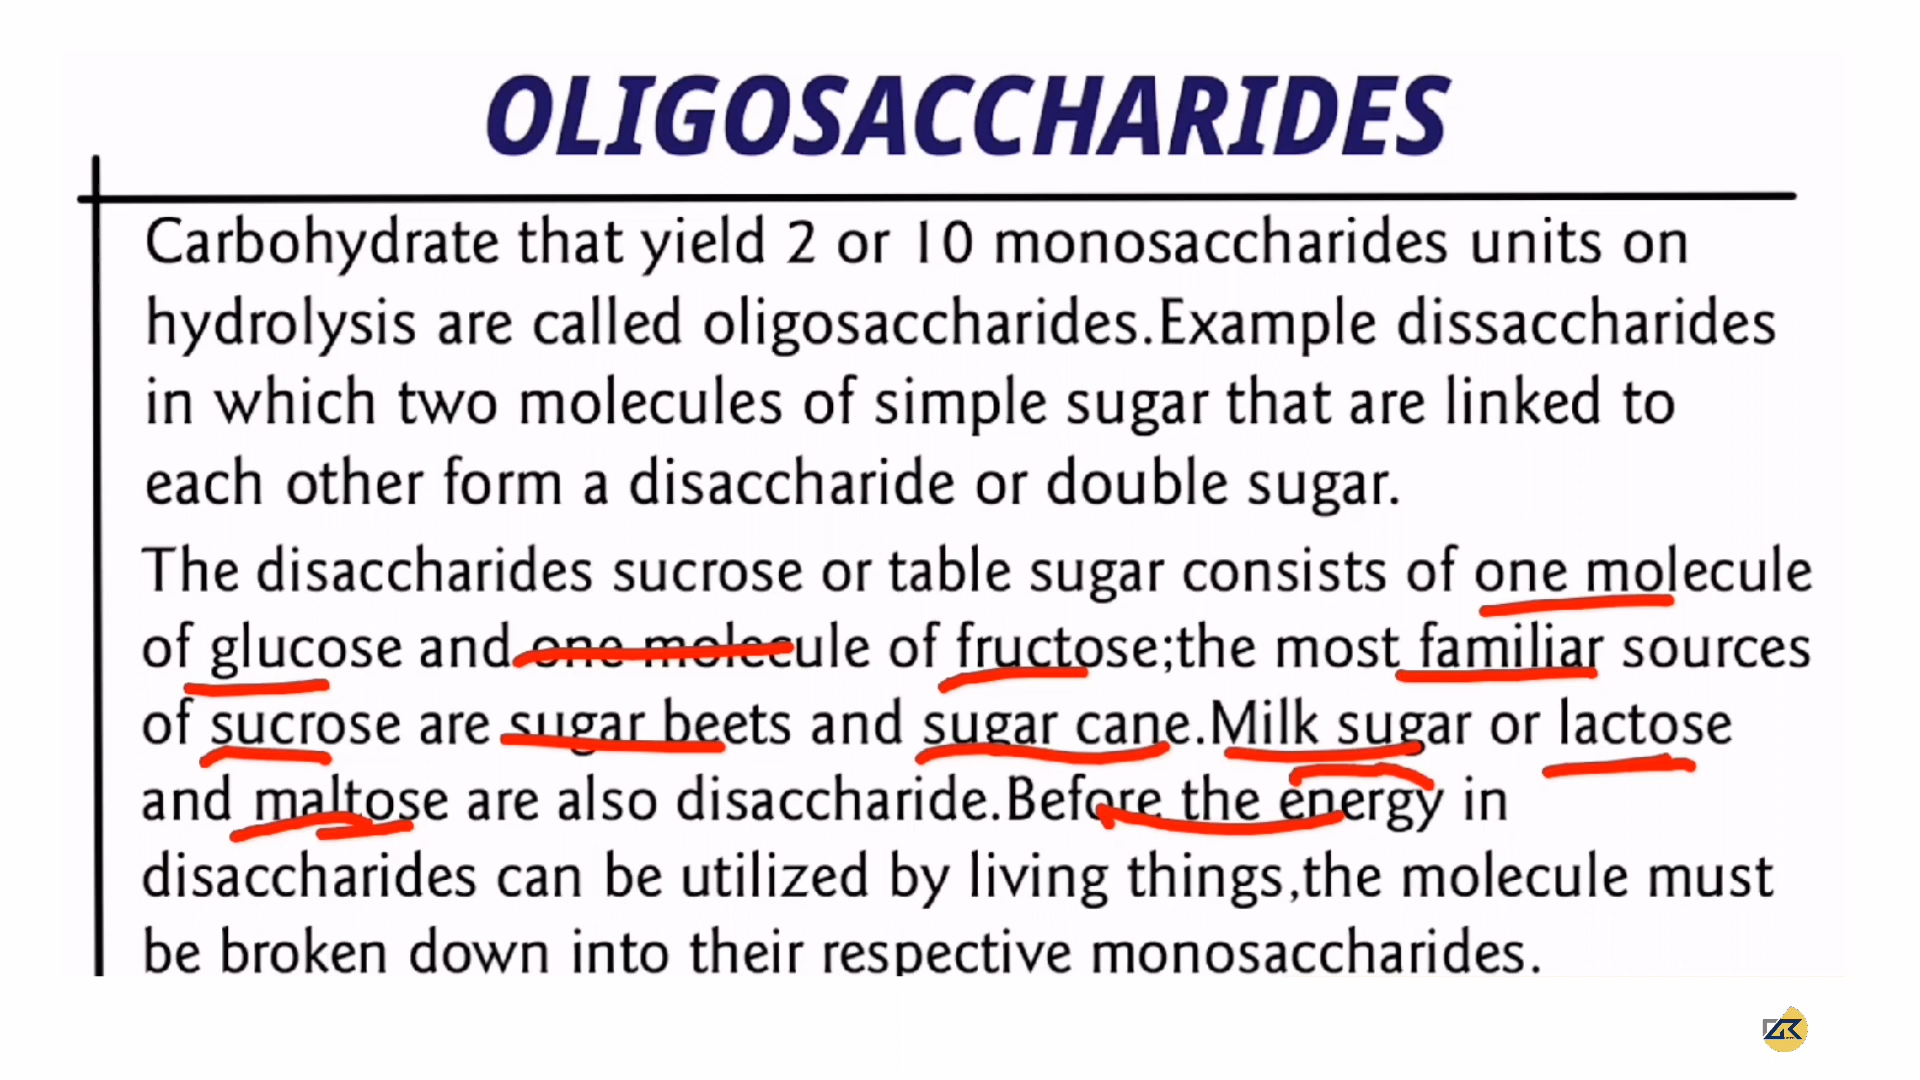 OLIGOSACCHARIDES
Carbohydrate that yield 2 or 10 monosaccharides units on
hydrolysis are called oligosaccharides.Example dissaccharides
in which two molecules of simple sugar that are linked to
each other form a disaccharide or double sugar.
The disaccharides sucrose or table sugar consists of one molecule
of glucose and one molecule of fructose;the most familiar sources
of sucrose are sugar beets and sugar cane.Milk sugar or lactose
and maltose are also disaccharide.Before the energy in
disaccharides can be utilized by living things,the molecule must
be broken down into their respective monosaccharides.